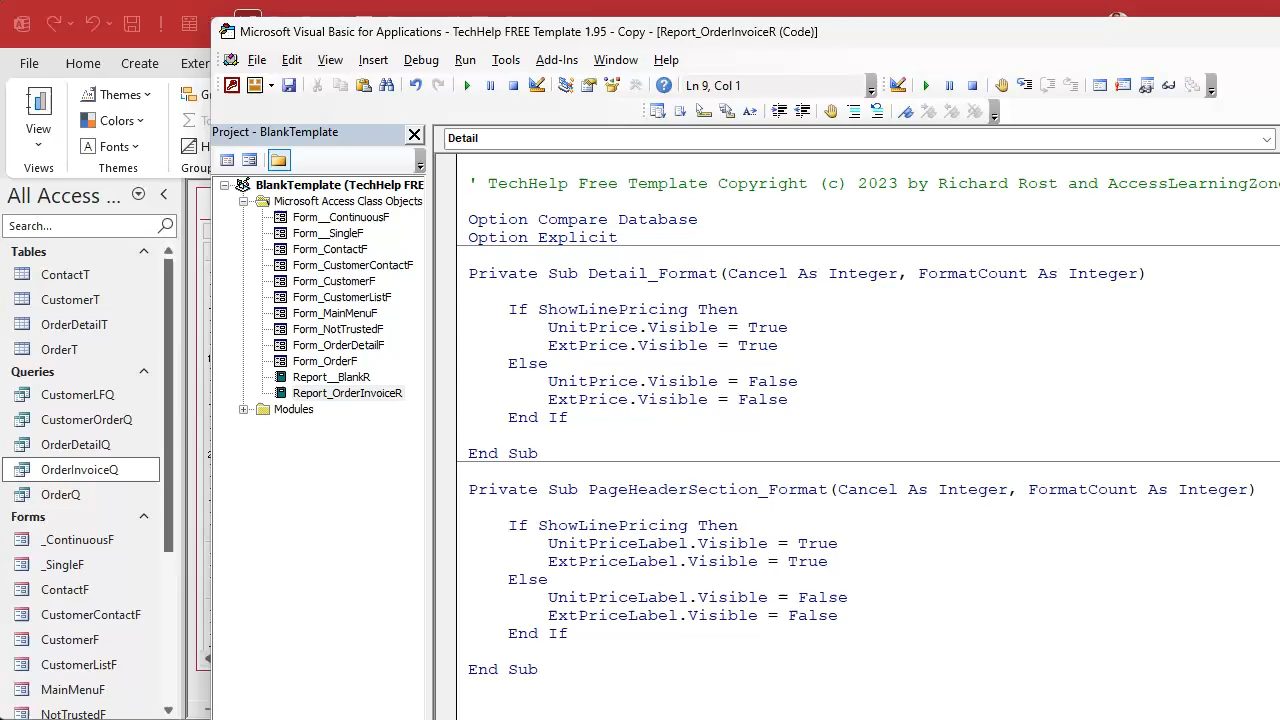 Microsoft Visual Basic for Applications - TechHelp FREE Template 1.95 - Copy - [Report_OrderInvoiceR (Code)]
File
Home
Create
Exter
File
Edit
View
Insert
Debug
Run
Tools
Add-Ins
Window
Help
View
Views
Themes
Colors
Fonts
Themes
Group
Ln 9, Col 1
All Access ...
Search...
Tables
ContactT
CustomerT
OrderDetailT
OrderT
Queries
CustomerLFQ
CustomerOrderQ
OrderDetailQ
OrderInvoiceQ
OrderQ
Forms
_ContinuousF
_SingleF
ContactF
CustomerContactF
CustomerF
CustomerListF
MainMenuF
NotTrustedF
Project - BlankTemplate
BlankTemplate (TechHelp FRE
Microsoft Access Class Objects
Form__ContinuousF
Form__SingleF
Form_ContactF
Form_CustomerContactF
Form_CustomerF
Form_CustomerListF
Form_MainMenuF
Form_NotTrustedF
Form_OrderDetailF
Form_OrderF
Report__BlankR
Report_OrderInvoiceR
Modules
Detail
' TechHelp Free Template Copyright (c) 2023 by Richard Rost and AccessLearningZone
Option Compare Database
Option Explicit
Private Sub Detail_Format(Cancel As Integer, FormatCount As Integer)
If ShowLinePricing Then
UnitPrice.Visible = True
ExtPrice.Visible = True
Else
UnitPrice.Visible = False
ExtPrice.Visible = False
End If
End Sub
Private Sub PageHeaderSection_Format(Cancel As Integer, FormatCount As Integer)
If ShowLinePricing Then
UnitPriceLabel.Visible = True
ExtPriceLabel.Visible = True
Else
UnitPriceLabel.Visible = False
ExtPriceLabel.Visible = False
End If
End Sub